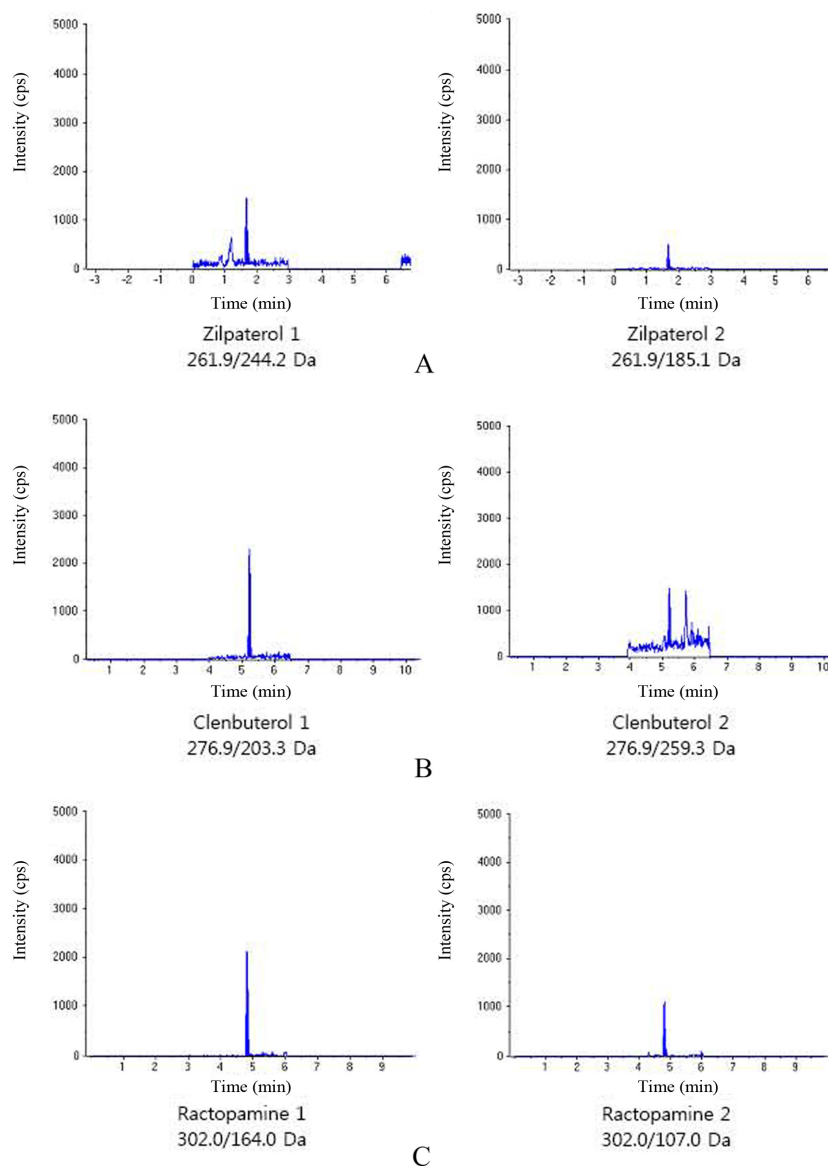 5000
4000
3000
2000
1000
0
Intensity (cps)
-3 -2 -1 0 1 2 3 4 5 6
Time (min)
Zilpaterol 1
261.9/244.2 Da
5000
4000
3000
2000
1000
0
Intensity (cps)
-3 -2 -1 0 1 2 3 4 5 6
Time (min)
Zilpaterol 2
261.9/185.1 Da
A
5000
4000
3000
2000
1000
0
Intensity (cps)
1 2 3 4 5 6 7 8 9 10
Time (min)
Clenbuterol 1
276.9/203.3 Da
5000
4000
3000
2000
1000
0
Intensity (cps)
1 2 3 4 5 6 7 8 9 10
Time (min)
Clenbuterol 2
276.9/259.3 Da
B
5000
4000
3000
2000
1000
0
Intensity (cps)
1 2 3 4 5 6 7 8 9
Time (min)
Ractopamine 1
302.0/164.0 Da
5000
4000
3000
2000
1000
0
Intensity (cps)
1 2 3 4 5 6 7 8 9
Time (min)
Ractopamine 2
302.0/107.0 Da
C